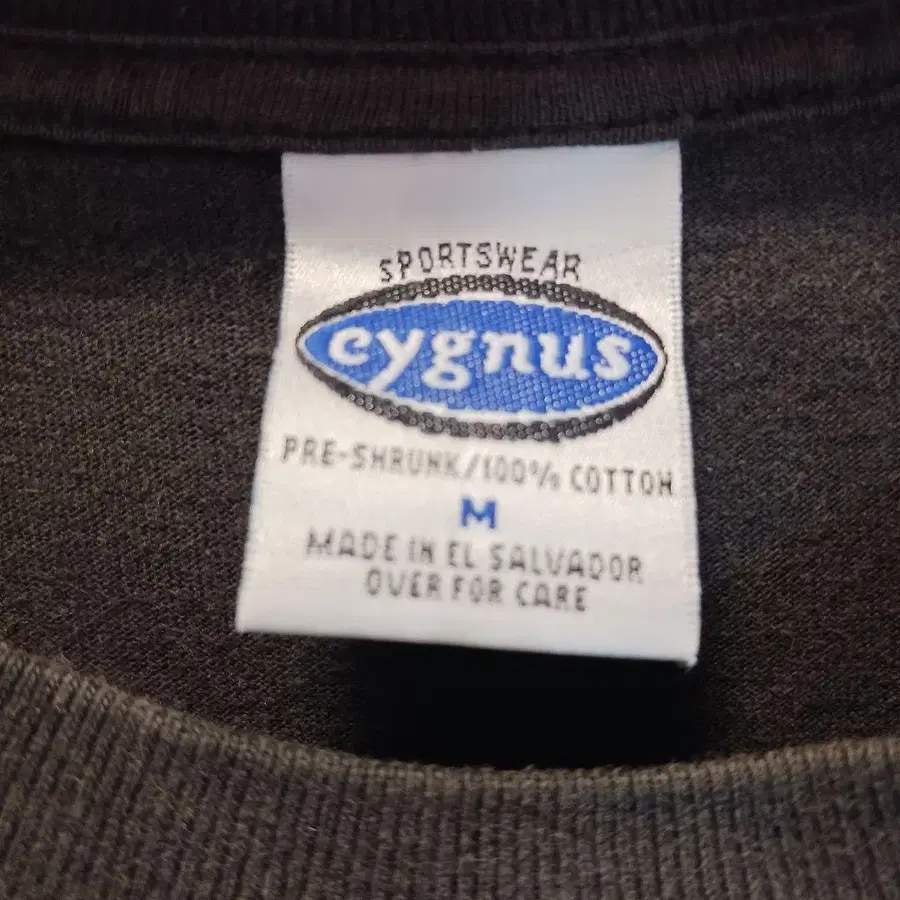 SPORTSWEAR
cygnus
PRE-SHRUNK/100% COTTON
M
MADE IN EL SALVADOR
OVER FOR CARE